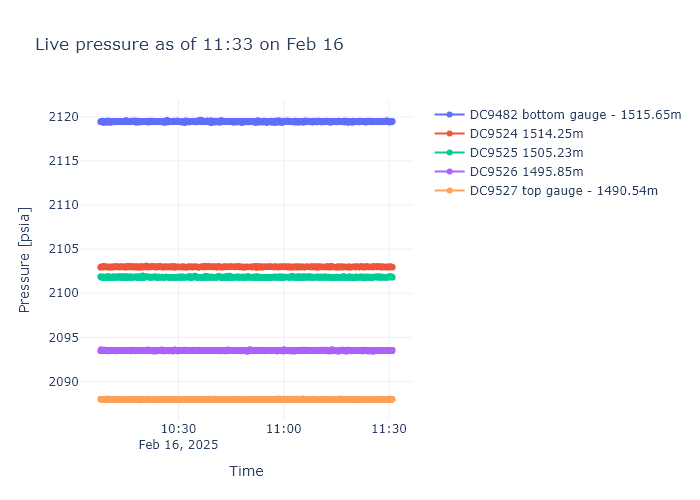 Live pressure as of 11:33 on Feb 16
DC9482 bottom gauge - 1515.65m
DC9524 1514.25m
DC9525 1505.23m
DC9526 1495.85m
DC9527 top gauge - 1490.54m
Pressure [psia]
2120
2115
2110
2105
2100
2095
2090
10:30
Feb 16, 2025
11:00
11:30
Time